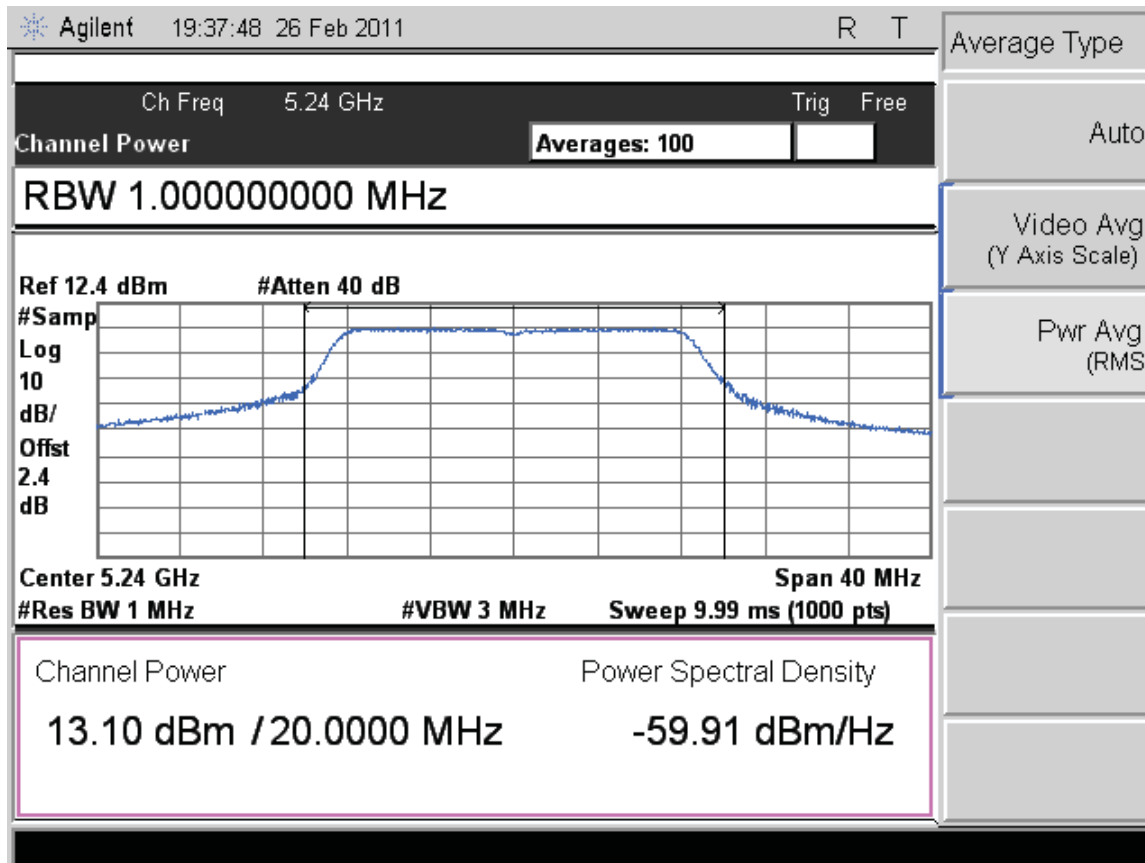 Agilent 19:37:48 26 Feb 2011 R T
Average Type
Ch Freq 5.24 GHz Trig Free
Channel Power Averages: 100
Auto
RBW 1.000000000 MHz
Video Avg
(Y Axis Scale)
Ref 12.4 dBm #Atten 40 dB
#Samp
Log
10
dB/
Offst
2.4
dB
Pwr Avg
(RMS
Center 5.24 GHz Span 40 MHz
#Res BW 1 MHz #VBW 3 MHz Sweep 9.99 ms (1000 pts)
Channel Power Power Spectral Density
13.10 dBm / 20.0000 MHz -59.91 dBm/Hz